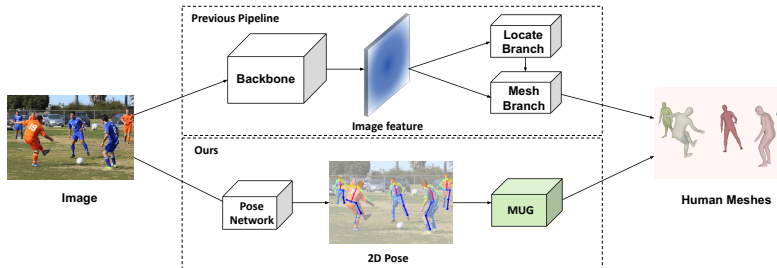 Previous Pipeline
Backbone
Image feature
Locate
Branch
Mesh
Branch
Image
Ours
Pose
Network
2D Pose
MUG
Human Meshes